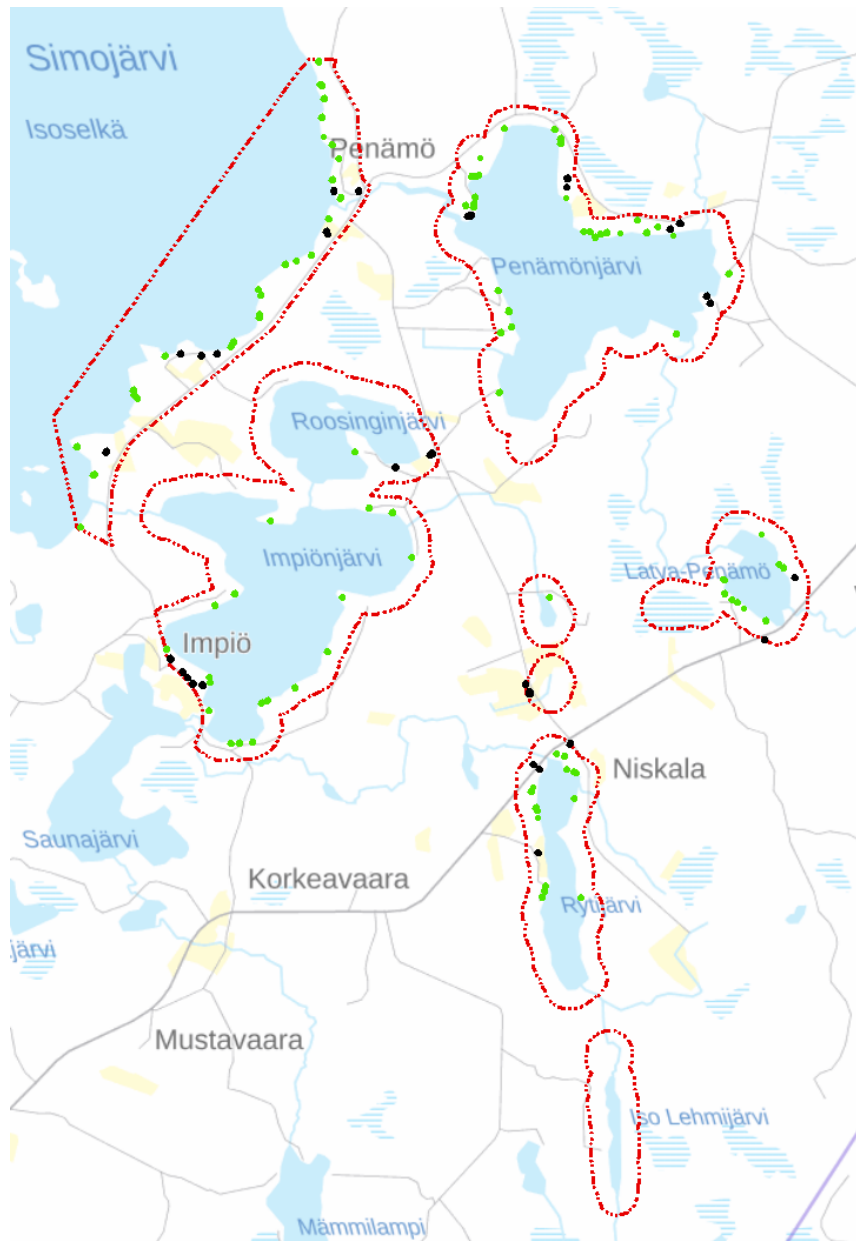 Simojärvi
Isoselkä
Penämö
Penämönjärvi
Roosinginjärvi
Impiönjärvi
Latva-Penämö
Impiö
Niskala
Saunajärvi
Korkeavaara
Rytijärvi
järvi
Mustavaara
Iso Lehmijärvi
Mämmilampi